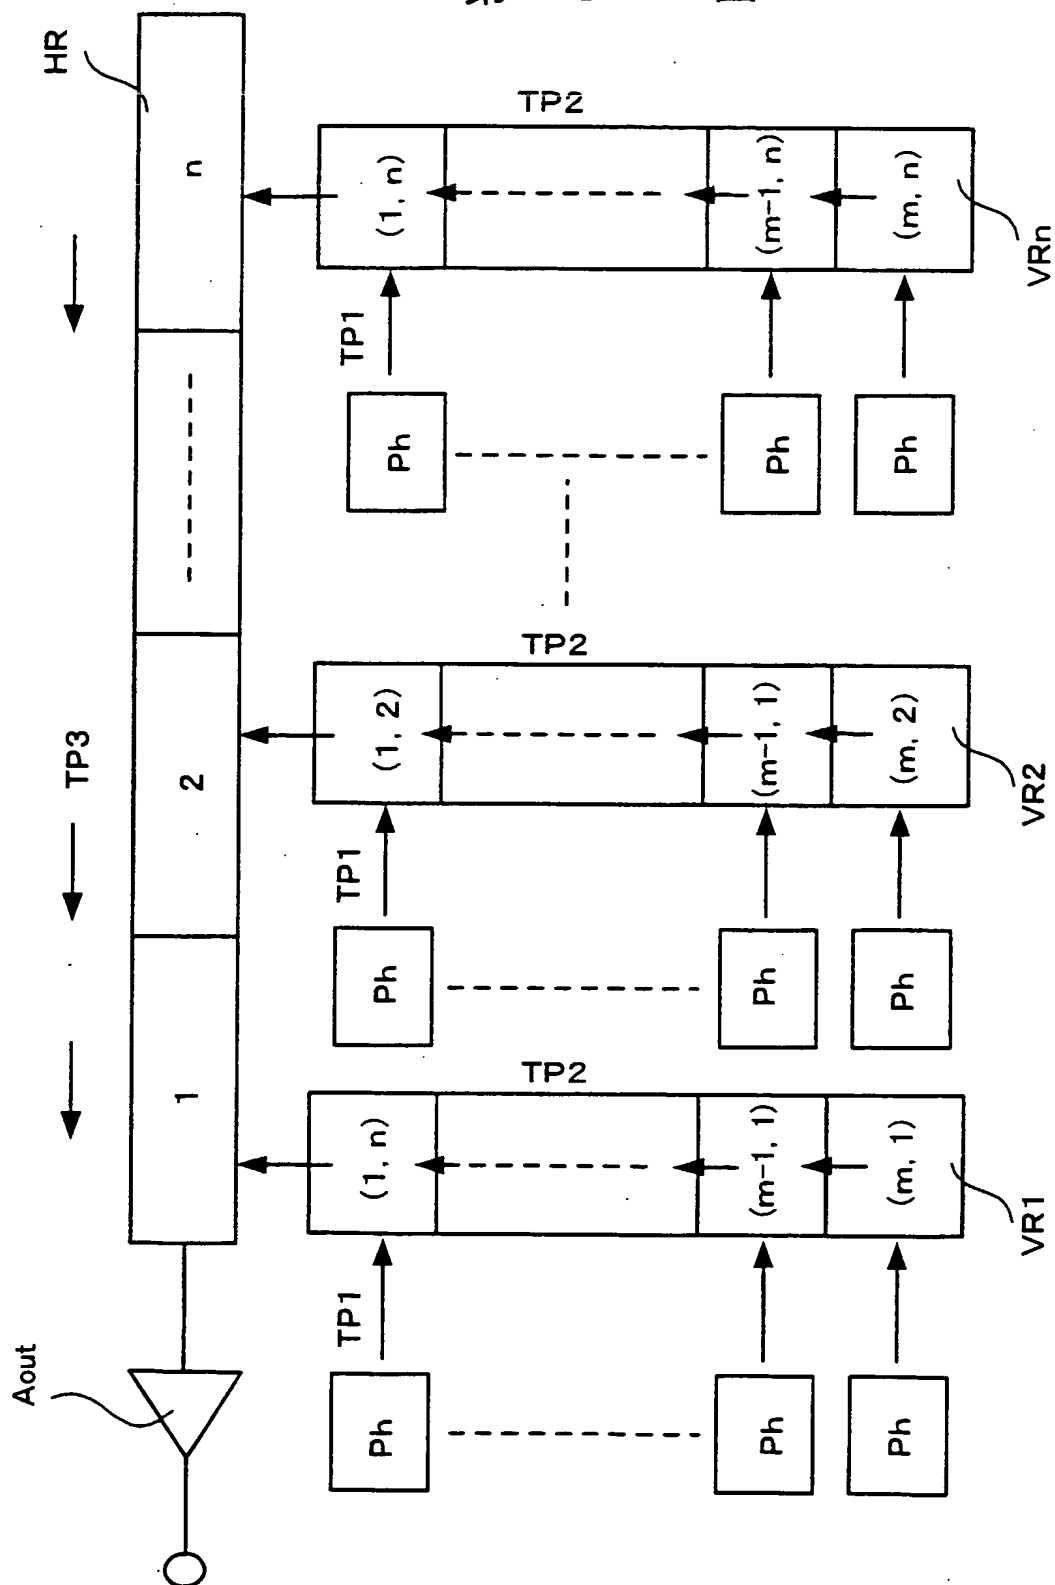 HR
TP3
1
2
n
Aout
TP2
TP2
TP2
TP1
TP1
TP1
(1, n)
(1, 2)
(1, n)
Ph
Ph
Ph
(m-1, 1)
(m-1, 1)
(m-1, n)
Ph
Ph
Ph
(m, 1)
(m, 2)
(m, n)
Ph
Ph
Ph
VR1
VR2
VRn